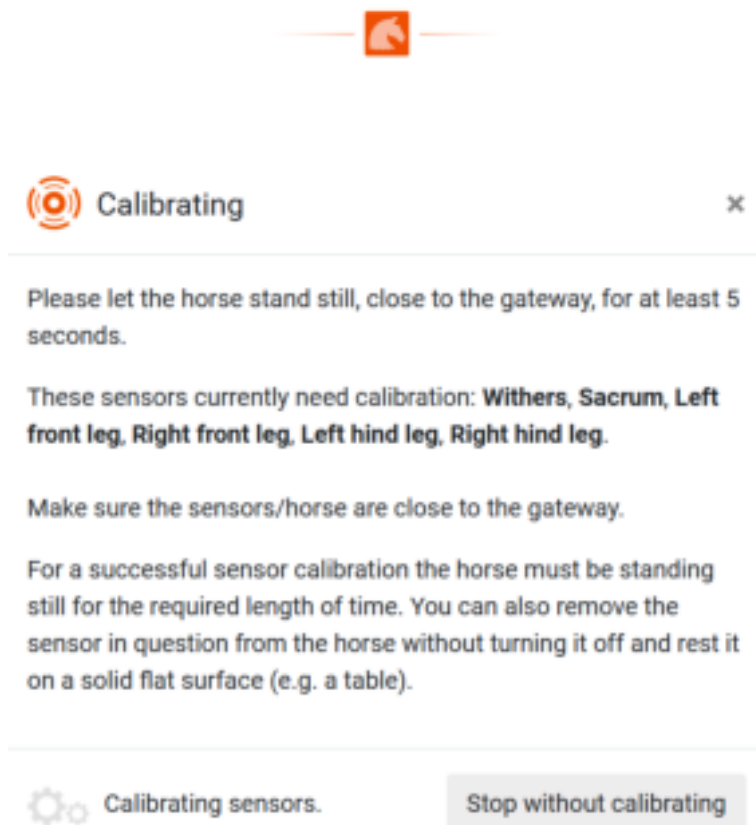 Calibrating
Please let the horse stand still, close to the gateway, for at least 5
seconds.
These sensors currently need calibration: Withers, Sacrum, Left
front leg, Right front leg, Left hind leg, Right hind leg.
Make sure the sensors/horse are close to the gateway.
For a successful sensor calibration the horse must be standing
still for the required length of time. You can also remove the
sensor in question from the horse without turning it off and rest it
on a solid flat surface (e.g. a table).
Calibrating sensors.
Stop without calibrating